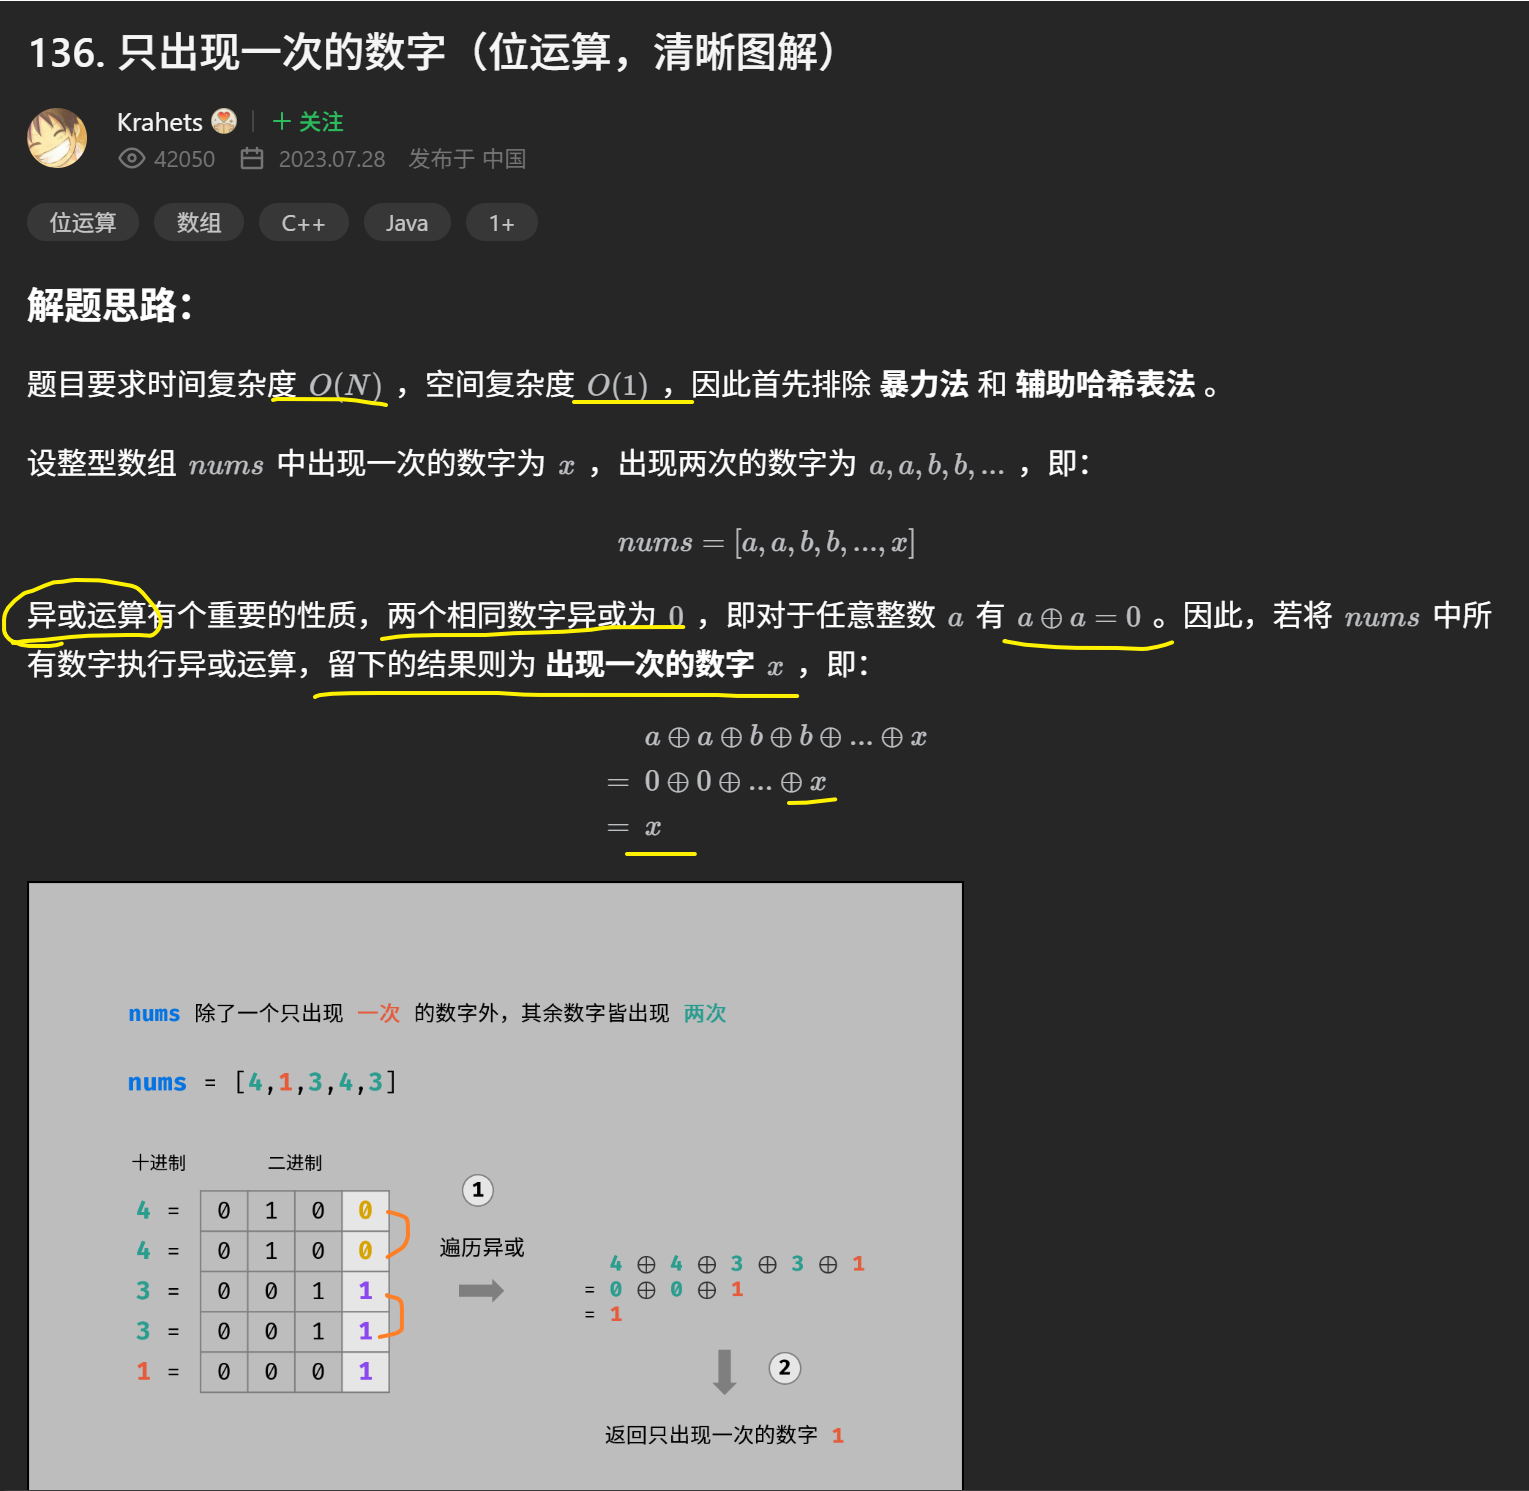 136. 只出现一次的数字（位运算，清晰图解）
Krahets
+ 关注
42050 2023.07.28 发布于 中国
位运算 数组 C++ Java 1+
解题思路：
题目要求时间复杂度 O(N) ，空间复杂度 O(1) ，因此首先排除 暴力法 和 辅助哈希表法 。
设整型数组 nums 中出现一次的数字为 x ，出现两次的数字为 a, a, b, b, ... ，即：
nums = [a, a, b, b, ..., x]
异或运算有个重要的性质，两个相同数字异或为 0 ，即对于任意整数 a 有 a ⊕ a = 0 。因此，若将 nums 中所
有数字执行异或运算，留下的结果则为 出现一次的数字 x ，即：
a ⊕ a ⊕ b ⊕ b ⊕ ... ⊕ x
= 0 ⊕ 0 ⊕ ... ⊕ x
= x
nums 除了一个只出现 一次 的数字外，其余数字皆出现 两次
nums = [4,1,3,4,3]
十进制 二进制
4 = 0 1 0 0
4 = 0 1 0 0
3 = 0 0 1 1
3 = 0 0 1 1
1 = 0 0 0 1
1
遍历异或
4 ⊕ 4 ⊕ 3 ⊕ 3 ⊕ 1
= 0 ⊕ 0 ⊕ 1
= 1
2
返回只出现一次的数字 1